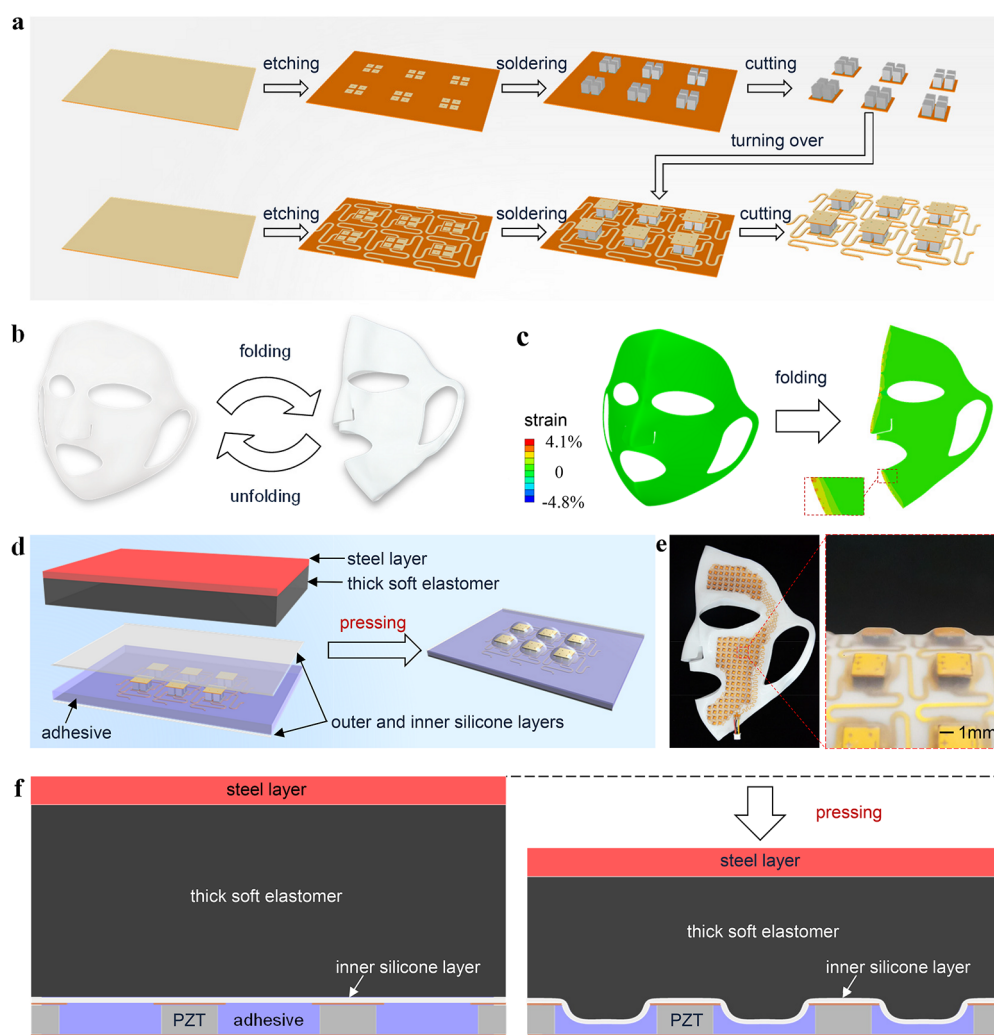 a
etching
soldering
cutting
turning over
etching
soldering
cutting
b
folding
unfolding
c
folding
strain
4.1%
0
-4.8%
d
steel layer
thick soft elastomer
pressing
adhesive
outer and inner silicone layers
e
1mm
f
steel layer
thick soft elastomer
inner silicone layer
PZT
adhesive
pressing
steel layer
thick soft elastomer
inner silicone layer
PZT
adhesive